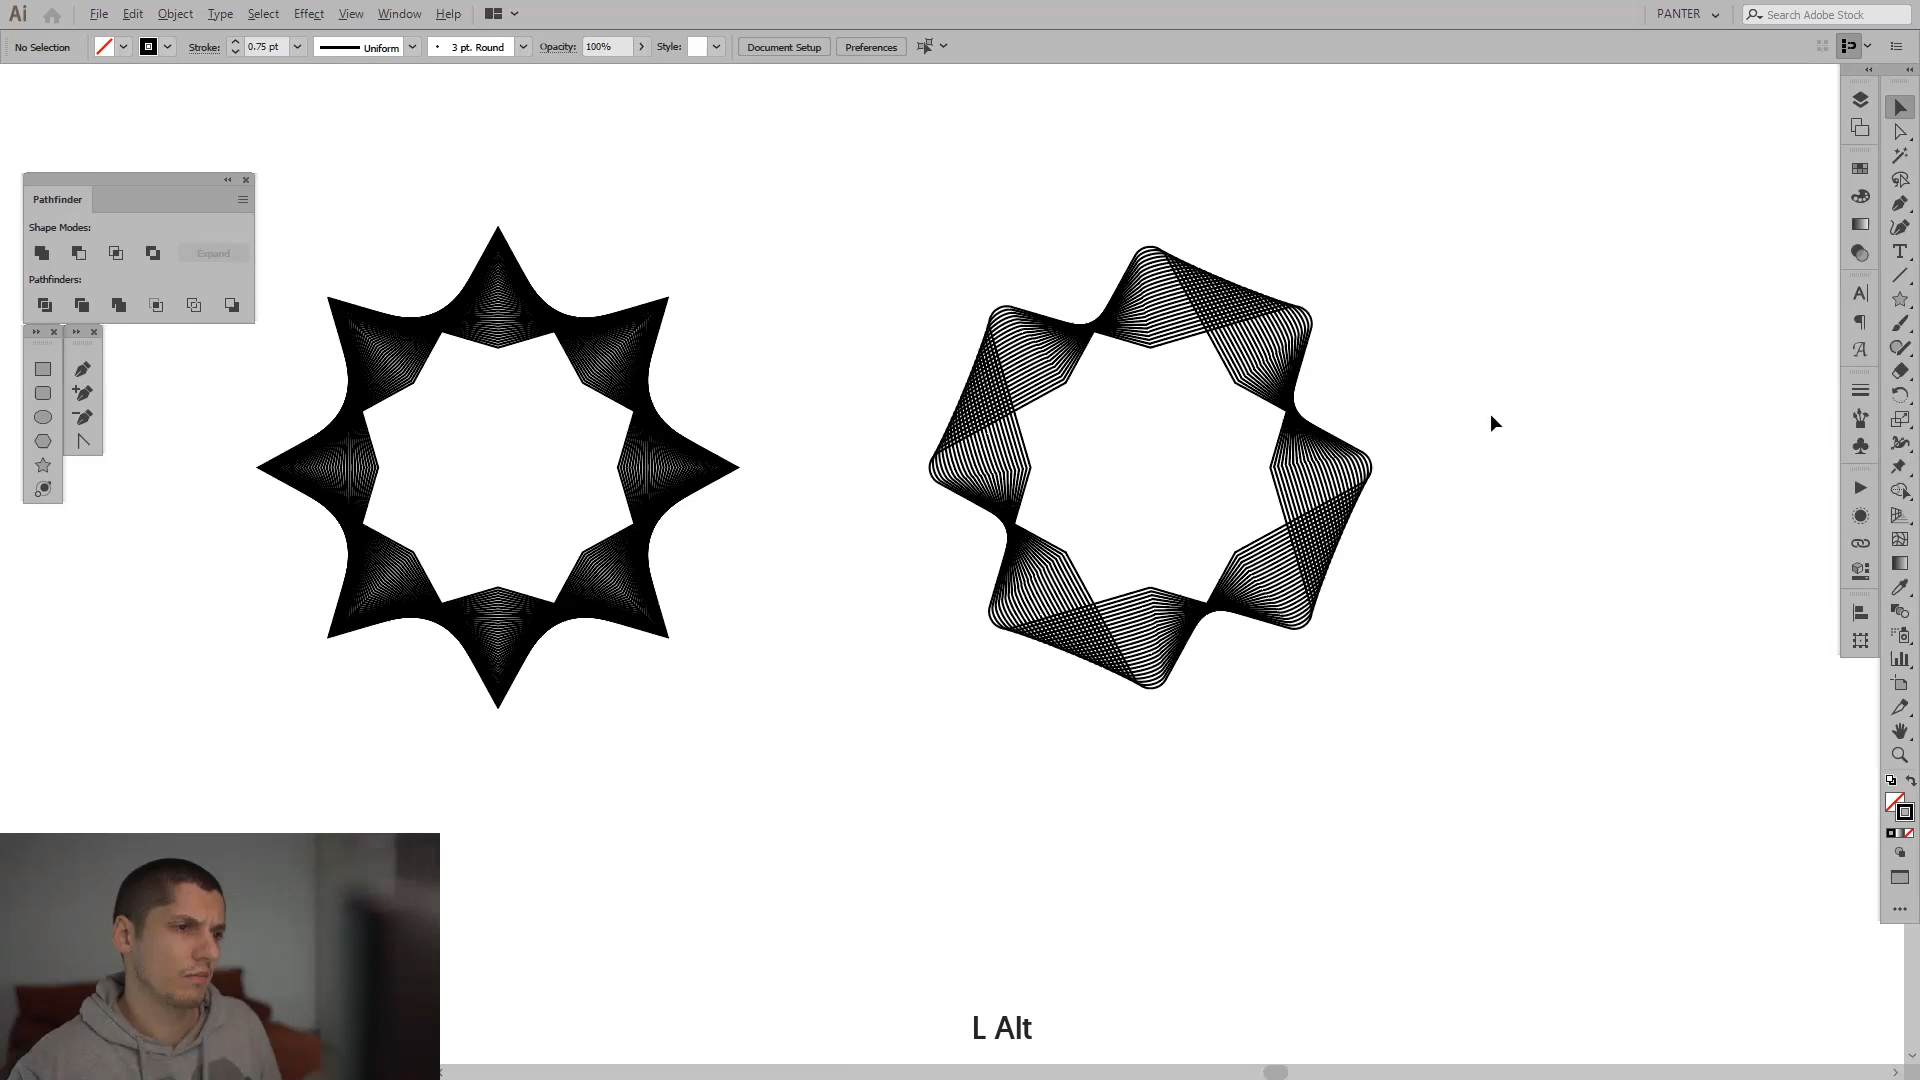 Ai File Edit Object Type Select Effect View Window Help PANTER Search Adobe Stock
No Selection Stroke: 0.75 pt Uniform 3 pt. Round Opacity: 100% Style: Document Setup Preferences
Pathfinder
Shape Modes:
Expand
Pathfinders:
L Alt